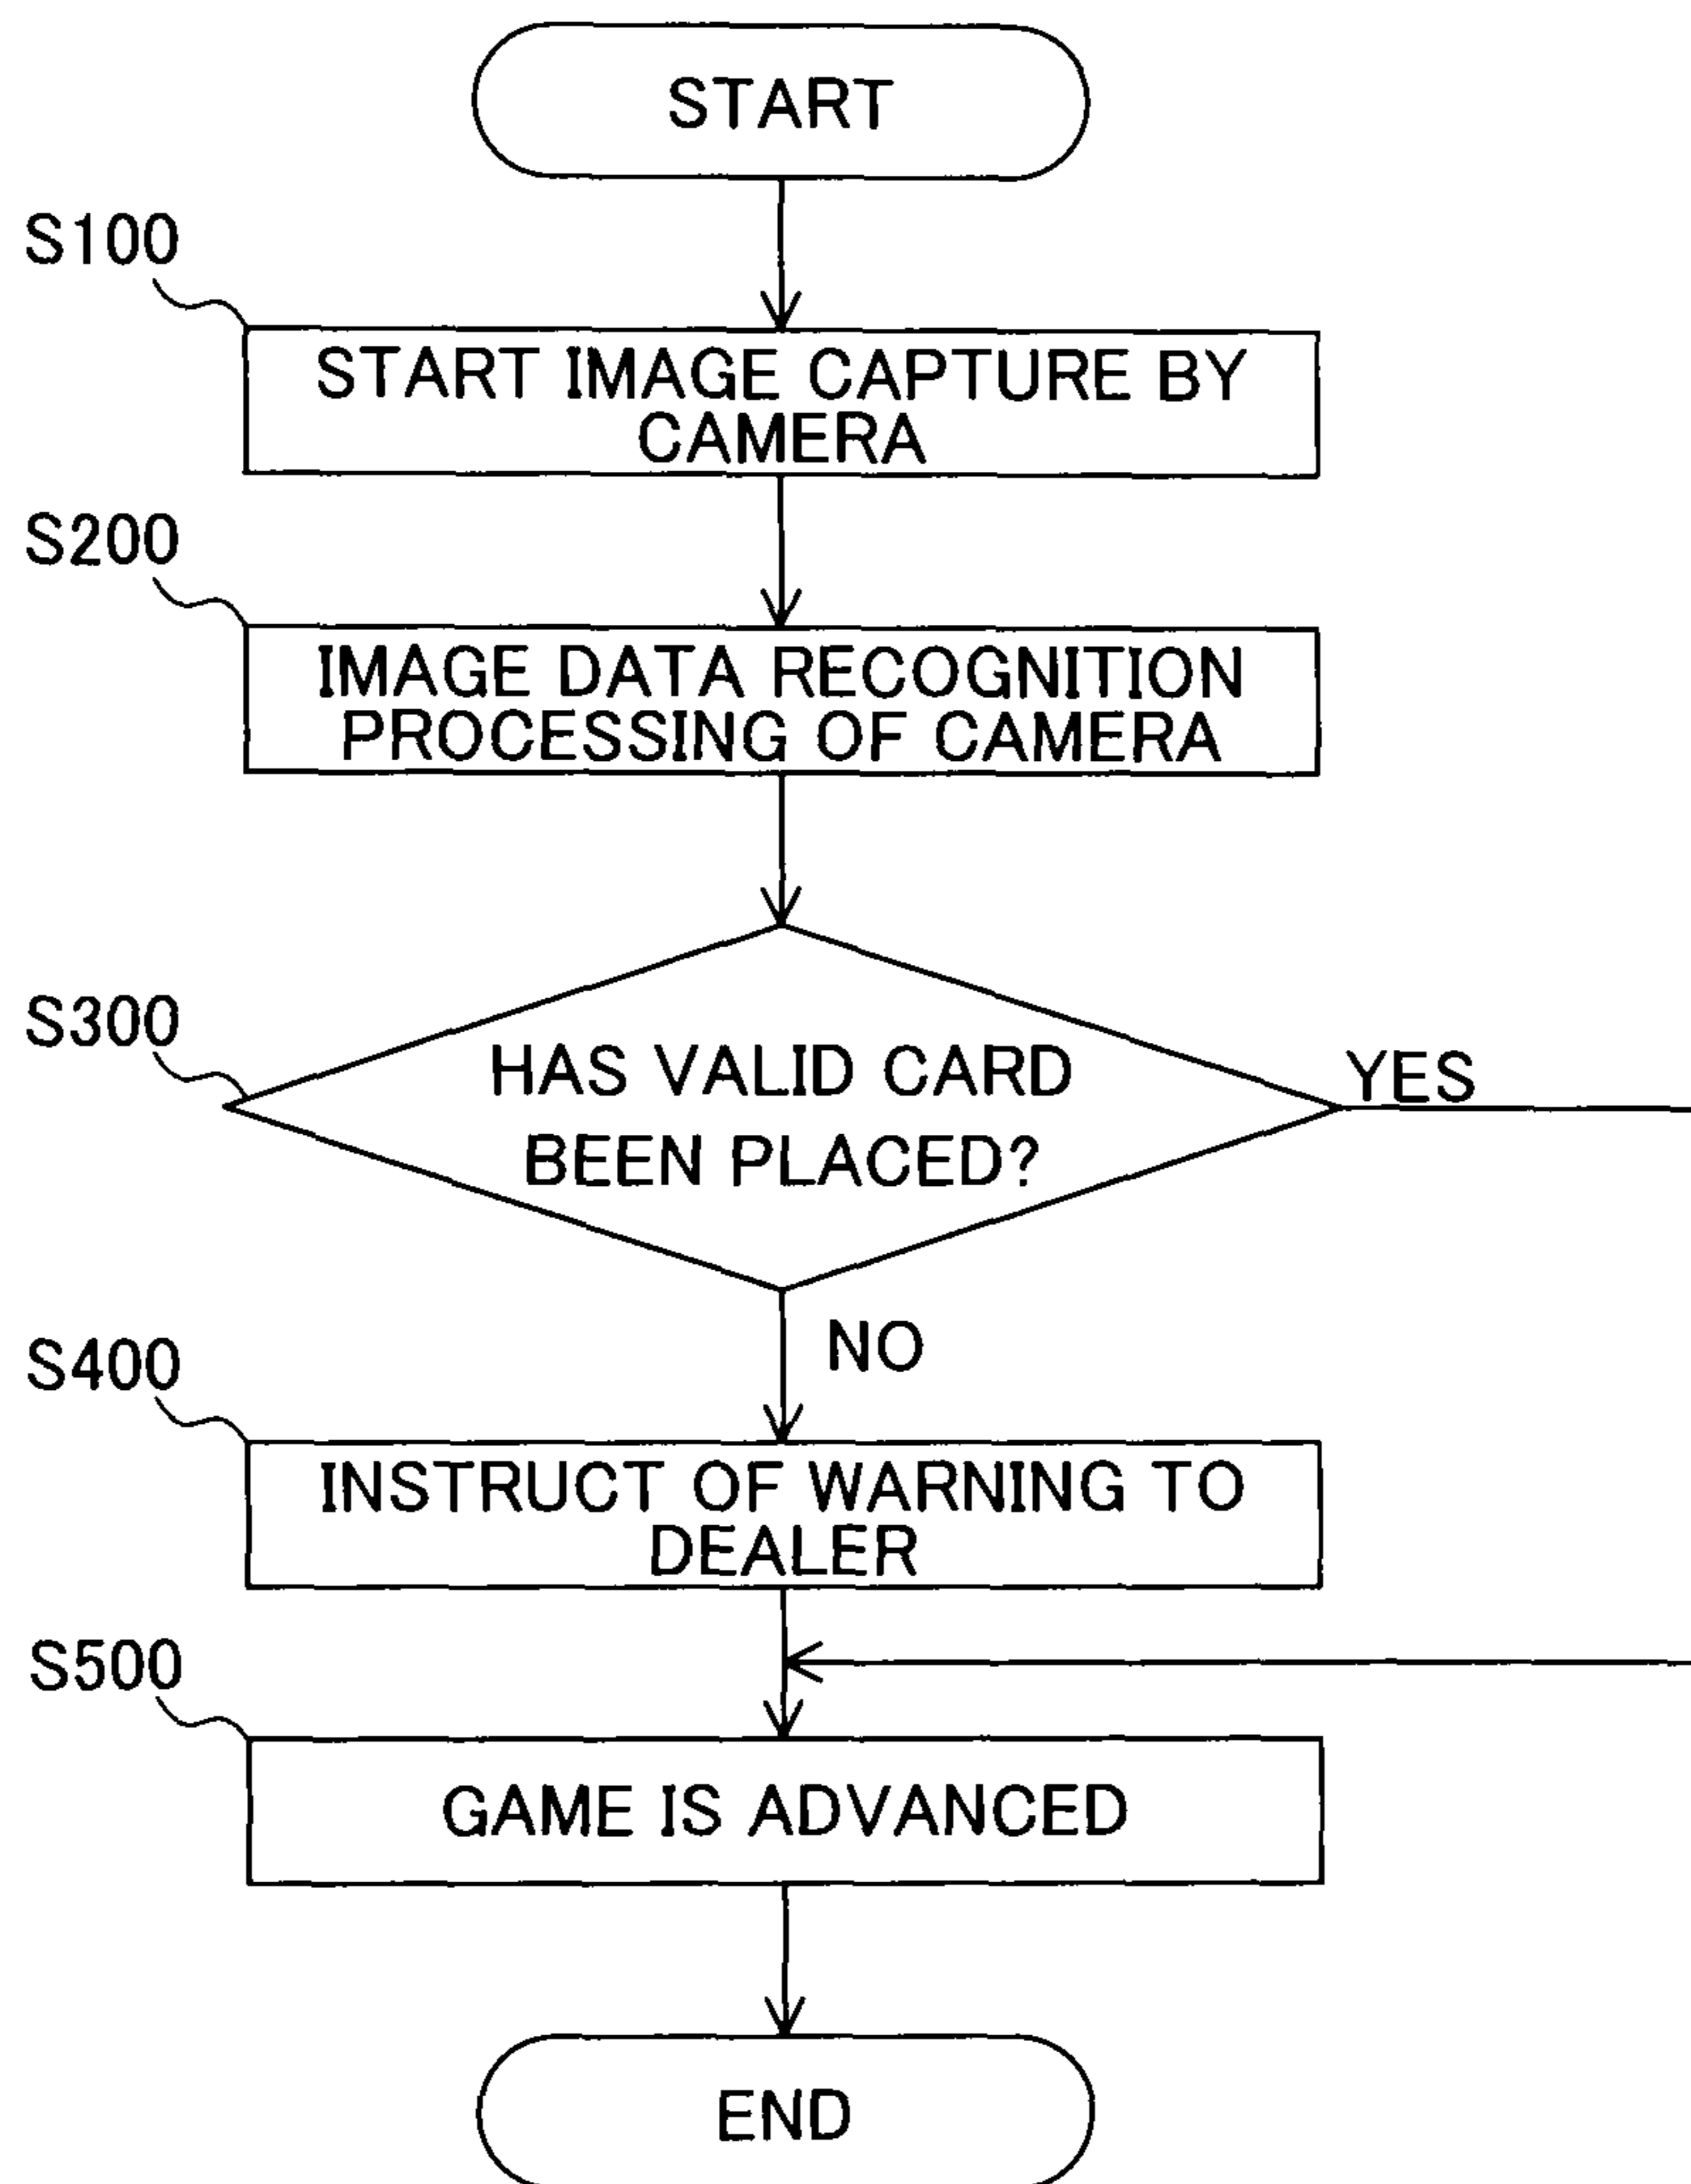 START
S100
START IMAGE CAPTURE BY
CAMERA
S200
IMAGE DATA RECOGNITION
PROCESSING OF CAMERA
S300
HAS VALID CARD
BEEN PLACED?
YES
NO
S400
INSTRUCT OF WARNING TO
DEALER
S500
GAME IS ADVANCED
END